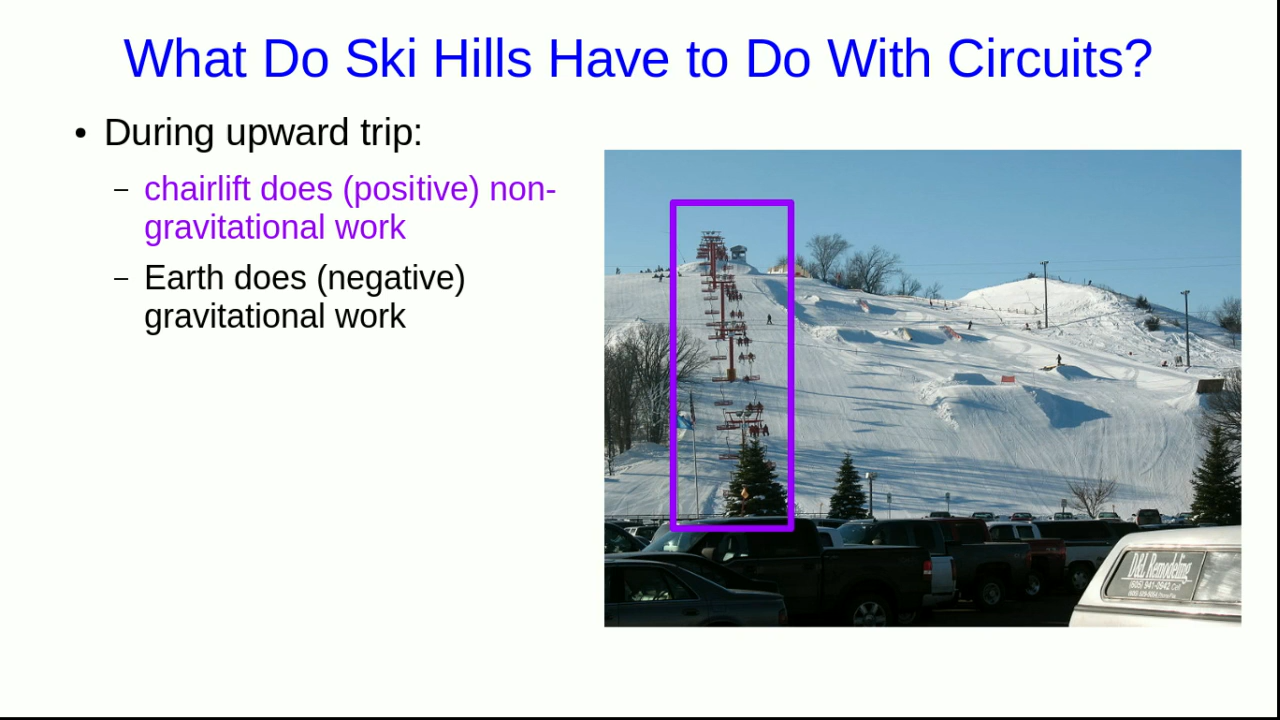 What Do Ski Hills Have to Do With Circuits?
• During upward trip:
– chairlift does (positive) non-
gravitational work
– Earth does (negative)
gravitational work
D&L Remodeling